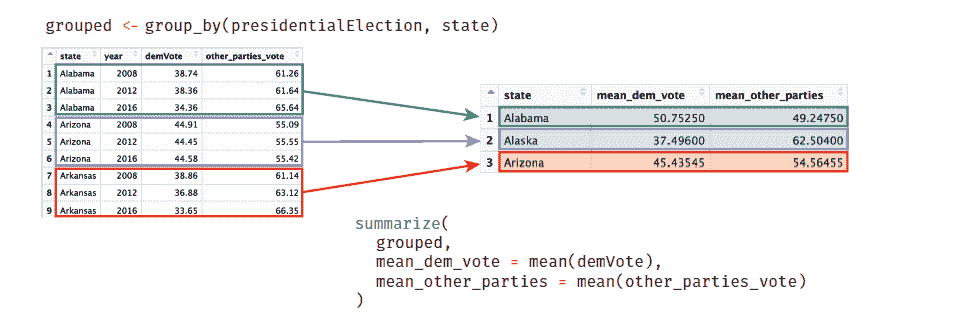 grouped <- group_by(presidentialElection, state)
state year demVote other_parties_vote
1 Alabama 2008 38.74 61.26
2 Alabama 2012 38.36 61.64
3 Alabama 2016 34.36 65.64
4 Arizona 2008 44.91 55.09
5 Arizona 2012 44.45 55.55
6 Arizona 2016 44.58 55.42
7 Arkansas 2008 38.86 61.14
8 Arkansas 2012 36.88 63.12
9 Arkansas 2016 33.65 66.35
state mean_dem_vote mean_other_parties
1 Alabama 50.75250 49.24750
2 Alaska 37.49600 62.50400
3 Arizona 45.43545 54.56455
summarize(
grouped,
mean_dem_vote = mean(demVote),
mean_other_parties = mean(other_parties_vote)
)